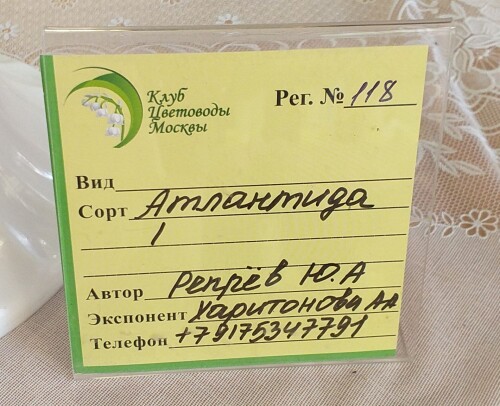 Клуб
Цветоводы
Москвы
Рег. № 118
Вид
Сорт Атлантида
1
Автор Репрёв Ю.А
Экспонент Харитонова А.А
Телефон +79175347791